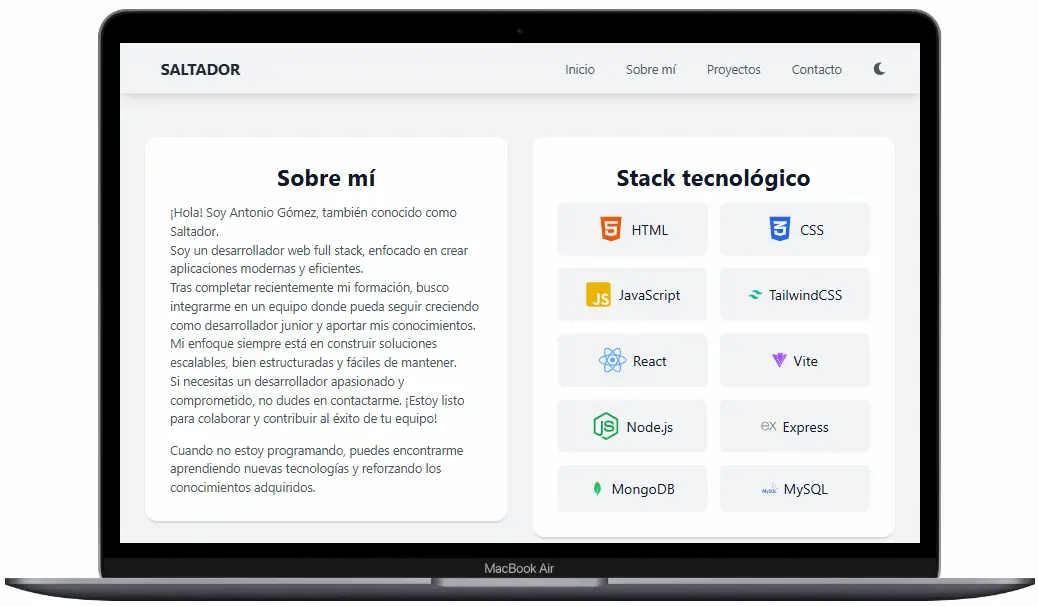 SALTADOR
Inicio
Sobre mí
Proyectos
Contacto
Sobre mí
¡Hola! Soy Antonio Gómez, también conocido como
Saltador.
Soy un desarrollador web full stack, enfocado en crear
aplicaciones modernas y eficientes.
Tras completar recientemente mi formación, busco
integrarme en un equipo donde pueda seguir creciendo
como desarrollador junior y aportar mis conocimientos.
Mi enfoque siempre está en construir soluciones
escalables, bien estructuradas y fáciles de mantener.
Si necesitas un desarrollador apasionado y
comprometido, no dudes en contactarme. ¡Estoy listo
para colaborar y contribuir al éxito de tu equipo!
Cuando no estoy programando, puedes encontrarme
aprendiendo nuevas tecnologías y reforzando los
conocimientos adquiridos.
Stack tecnológico
5 HTML
3 CSS
JS JavaScript
TailwindCSS
React
Vite
JS Node.js
ex Express
MongoDB
MySQL MySQL
MacBook Air